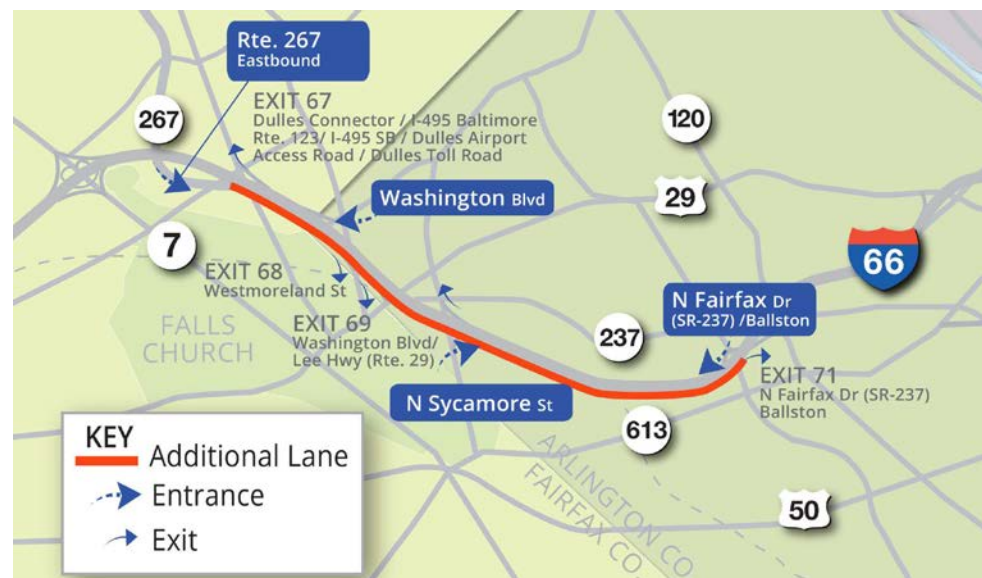 Rte. 267
Eastbound
EXIT 67
Dulles Connector / I-495 Baltimore
Rte. 123/ I-495 SB / Dulles Airport
Access Road / Dulles Toll Road
267
120
Washington Blvd
29
7
66
EXIT 68
Westmoreland St
N Fairfax Dr
(SR-237) /Ballston
FALLS
CHURCH
EXIT 69
Washington Blvd/
Lee Hwy (Rte. 29)
237
EXIT 71
N Fairfax Dr (SR-237)
Ballston
N Sycamore St
613
ARLINGTON CO
FAIRFAX CO
50
KEY
Additional Lane
Entrance
Exit